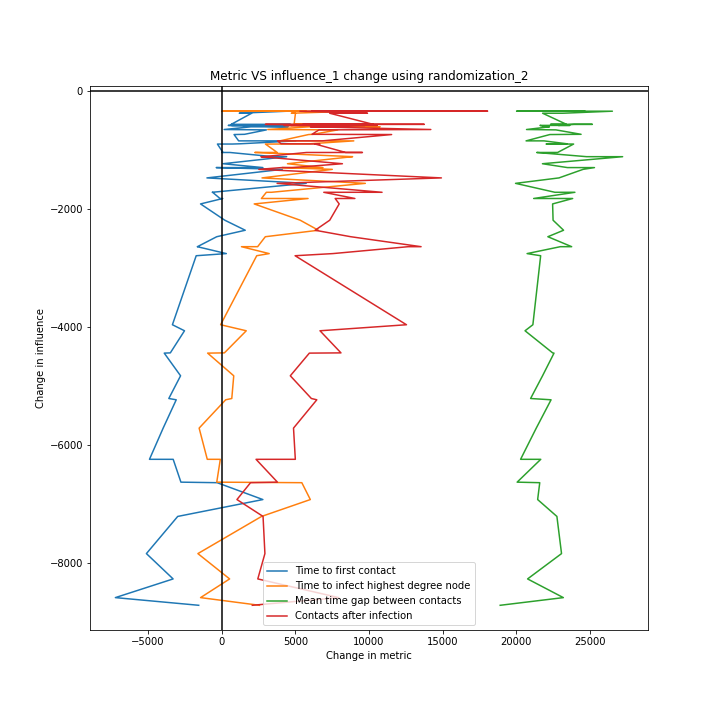 Metric VS influence_1 change using randomization_2
0
−2000
−4000
−6000
−8000
Change in influence
Time to first contact
Time to infect highest degree node
Mean time gap between contacts
Contacts after infection
−5000 0 5000 10000 15000 20000 25000
Change in metric